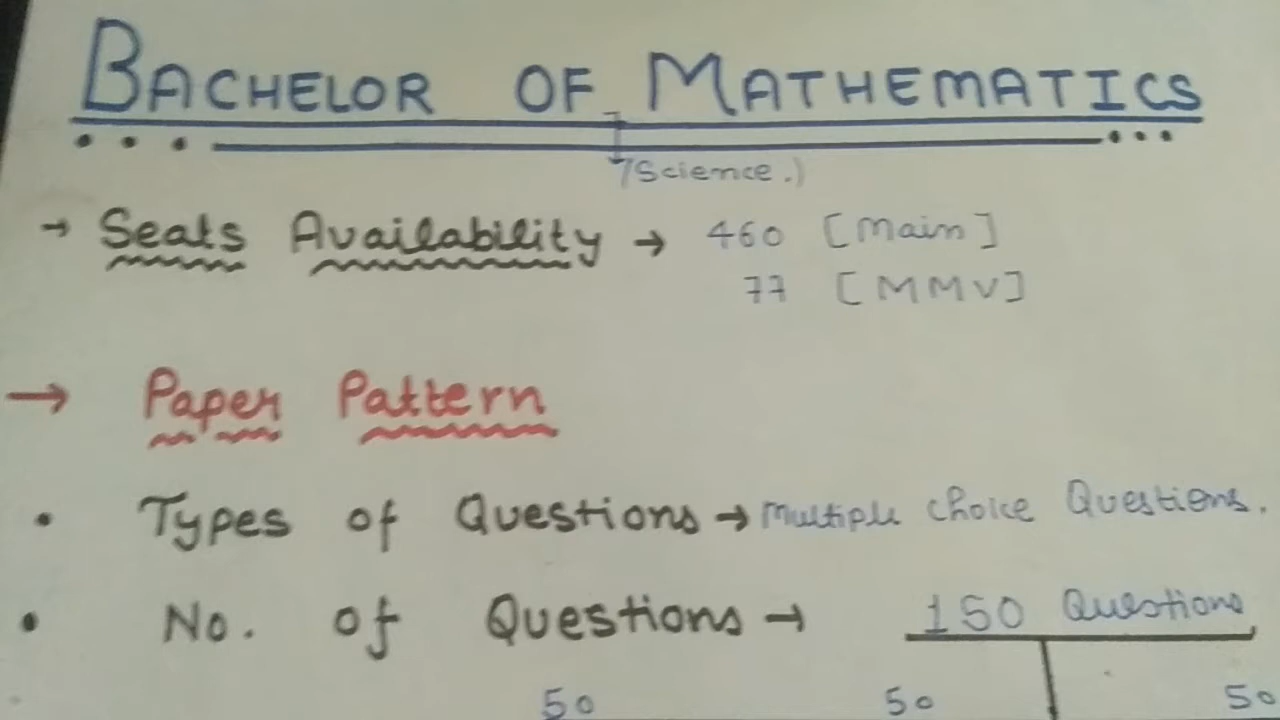 BACHELOR OF MATHEMATICS
(Science.)
→ Seats Availability → 460 [Main]
77 [MMV]
→ Paper Pattern
• Types of Questions → Multiple choice Questions.
• No. of Questions → 150 Questions
50 50 50